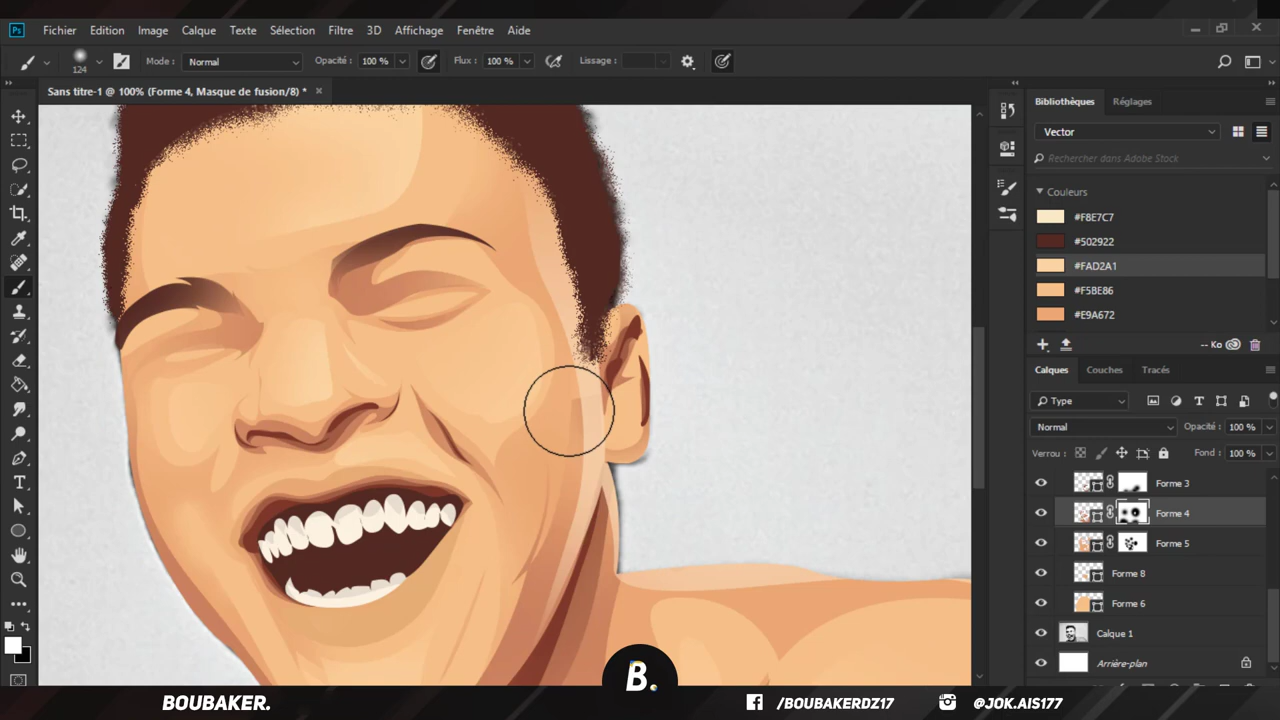 Ps Fichier Edition Image Calque Texte Sélection Filtre 3D Affichage Fenêtre Aide
124 Mode : Normal Opacité : 100 % Flux : 100 % Lissage :
Sans titre-1 @ 100% (Forme 4, Masque de fusion/8) *
Bibliothèques Réglages
Vector
Rechercher dans Adobe Stock
Couleurs
#F8E7C7
#502922
#FAD2A1
#F5BE86
#E9A672
-- Ko
Calques Couches Tracés
Type
Normal Opacité : 100 %
Verrou : Fond : 100 %
Forme 3
Forme 4
Forme 5
Forme 8
Forme 6
Calque 1
Arrière-plan
B.
BOUBAKER. /BOUBAKERDZ17 @JOK.AIS177